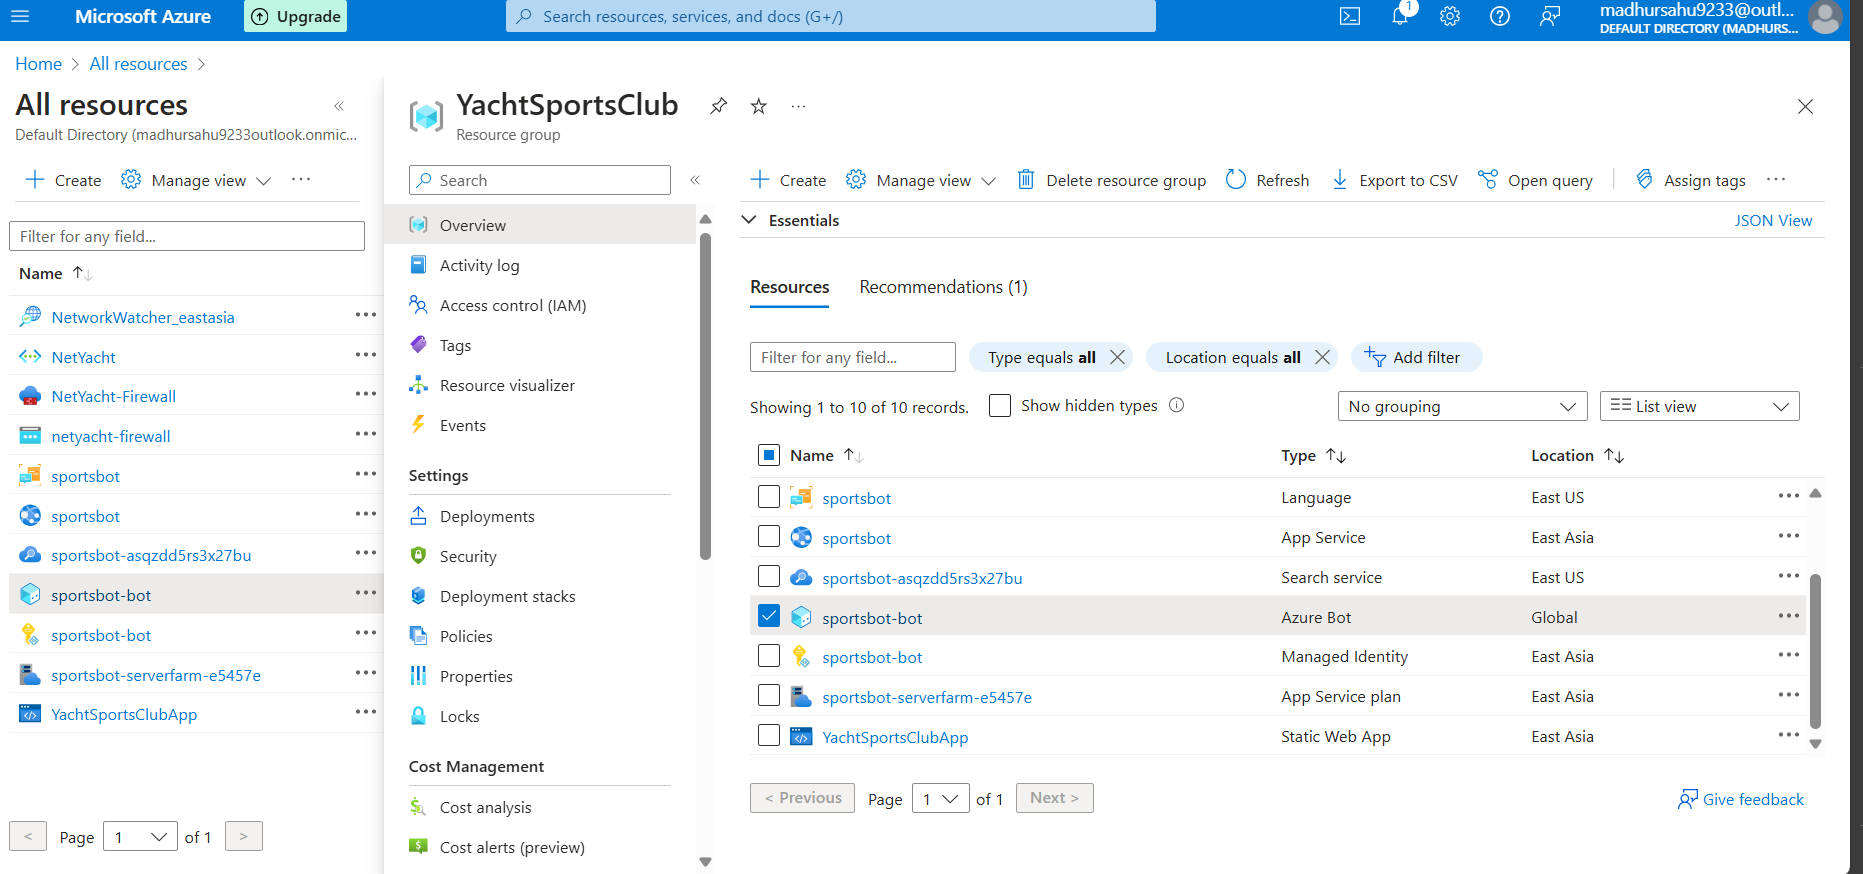 Microsoft Azure
Upgrade
Search resources, services, and docs (G+/)
1
madhursahu9233@outl...
DEFAULT DIRECTORY (MADHURS...
Home > All resources >
All resources
Default Directory (madhursahu9233outlook.onmic...
Create
Manage view
Filter for any field...
Name
NetworkWatcher_eastasia
NetYacht
NetYacht-Firewall
netyacht-firewall
sportsbot
sportsbot
sportsbot-asqzdd5rs3x27bu
sportsbot-bot
sportsbot-bot
sportsbot-serverfarm-e5457e
YachtSportsClubApp
< Page 1 of 1 >
YachtSportsClub
Resource group
Search
Overview
Activity log
Access control (IAM)
Tags
Resource visualizer
Events
Settings
Deployments
Security
Deployment stacks
Policies
Properties
Locks
Cost Management
Cost analysis
Cost alerts (preview)
Create Manage view Delete resource group Refresh Export to CSV Open query Assign tags
Essentials
JSON View
Resources Recommendations (1)
Filter for any field... Type equals all Location equals all Add filter
Showing 1 to 10 of 10 records. Show hidden types No grouping List view
Name Type Location
sportsbot Language East US
sportsbot App Service East Asia
sportsbot-asqzdd5rs3x27bu Search service East US
sportsbot-bot Azure Bot Global
sportsbot-bot Managed Identity East Asia
sportsbot-serverfarm-e5457e App Service plan East Asia
YachtSportsClubApp Static Web App East Asia
< Previous Page 1 of 1 Next >
Give feedback